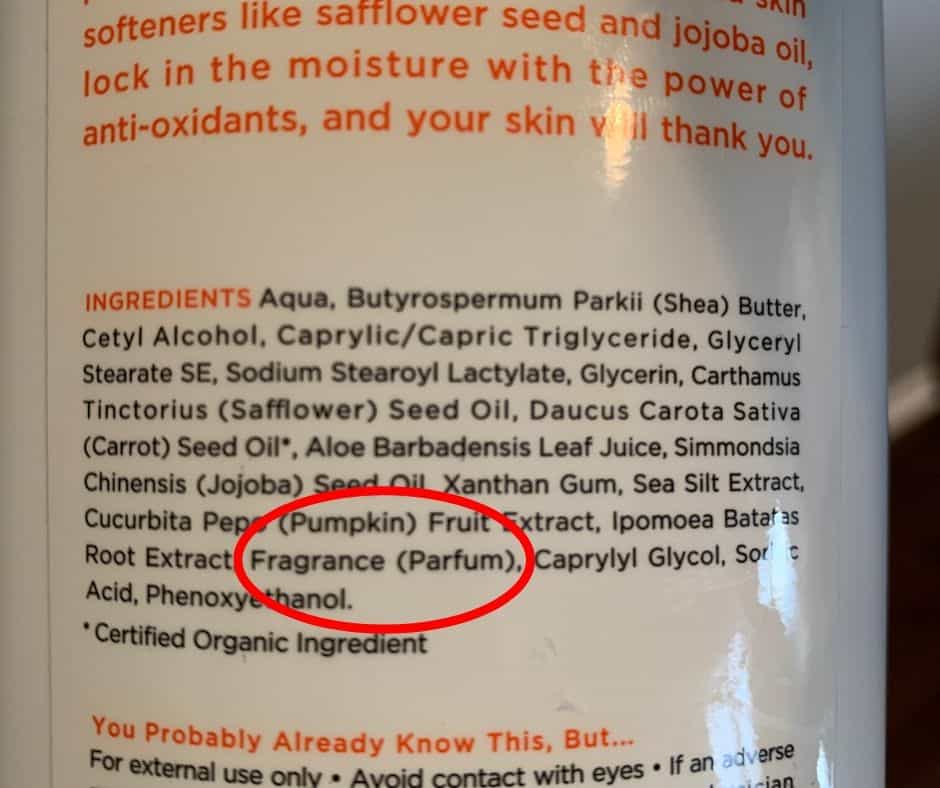 skin
softeners like safflower seed and jojoba oil,
lock in the moisture with the power of
anti-oxidants, and your skin will thank you.
INGREDIENTS Aqua, Butyrospermum Parkii (Shea) Butter,
Cetyl Alcohol, Caprylic/Capric Triglyceride, Glyceryl
Stearate SE, Sodium Stearoyl Lactylate, Glycerin, Carthamus
Tinctorius (Safflower) Seed Oil, Daucus Carota Sativa
(Carrot) Seed Oil*, Aloe Barbadensis Leaf Juice, Simmondsia
Chinensis (Jojoba) Seed Oil, Xanthan Gum, Sea Silt Extract,
Cucurbita Pepo (Pumpkin) Fruit Extract, Ipomoea Batatas
Root Extract, Fragrance (Parfum), Caprylyl Glycol, Sorbic
Acid, Phenoxyethanol.
*Certified Organic Ingredient
You Probably Already Know This, But...
For external use only • Avoid contact with eyes • If an adverse